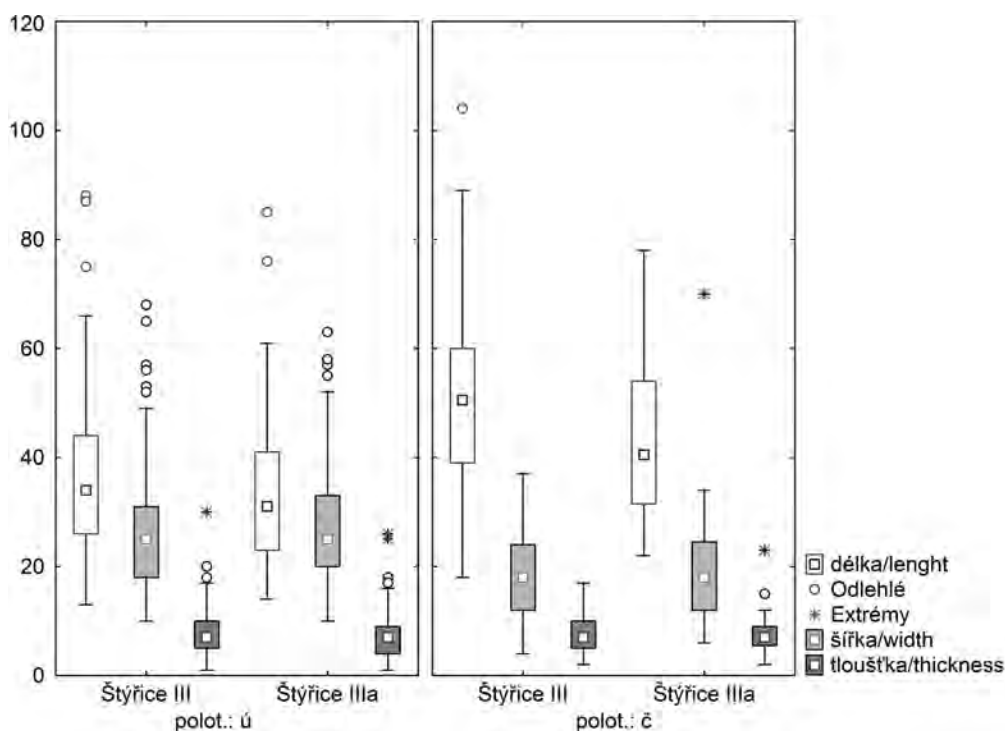 120
100
80
60
40
20
0
Štýřice III Štýřice IIIa Štýřice III Štýřice IIIa
polot.: ú polot.: č
délka/lenght
Odlehlé
Extrémy
šířka/width
tloušťka/thickness